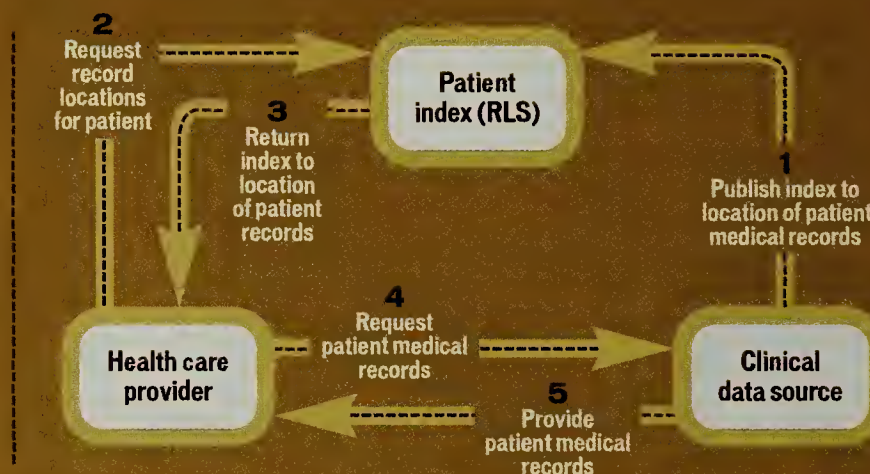 2
Request
record
locations
for patient
Patient
index (RLS)
3
Return
index to
location
of patient
records
1
Publish index to
location of patient
medical records
Health care
provider
4
Request
patient medical
records
Clinical
data source
5
Provide
patient medical
records